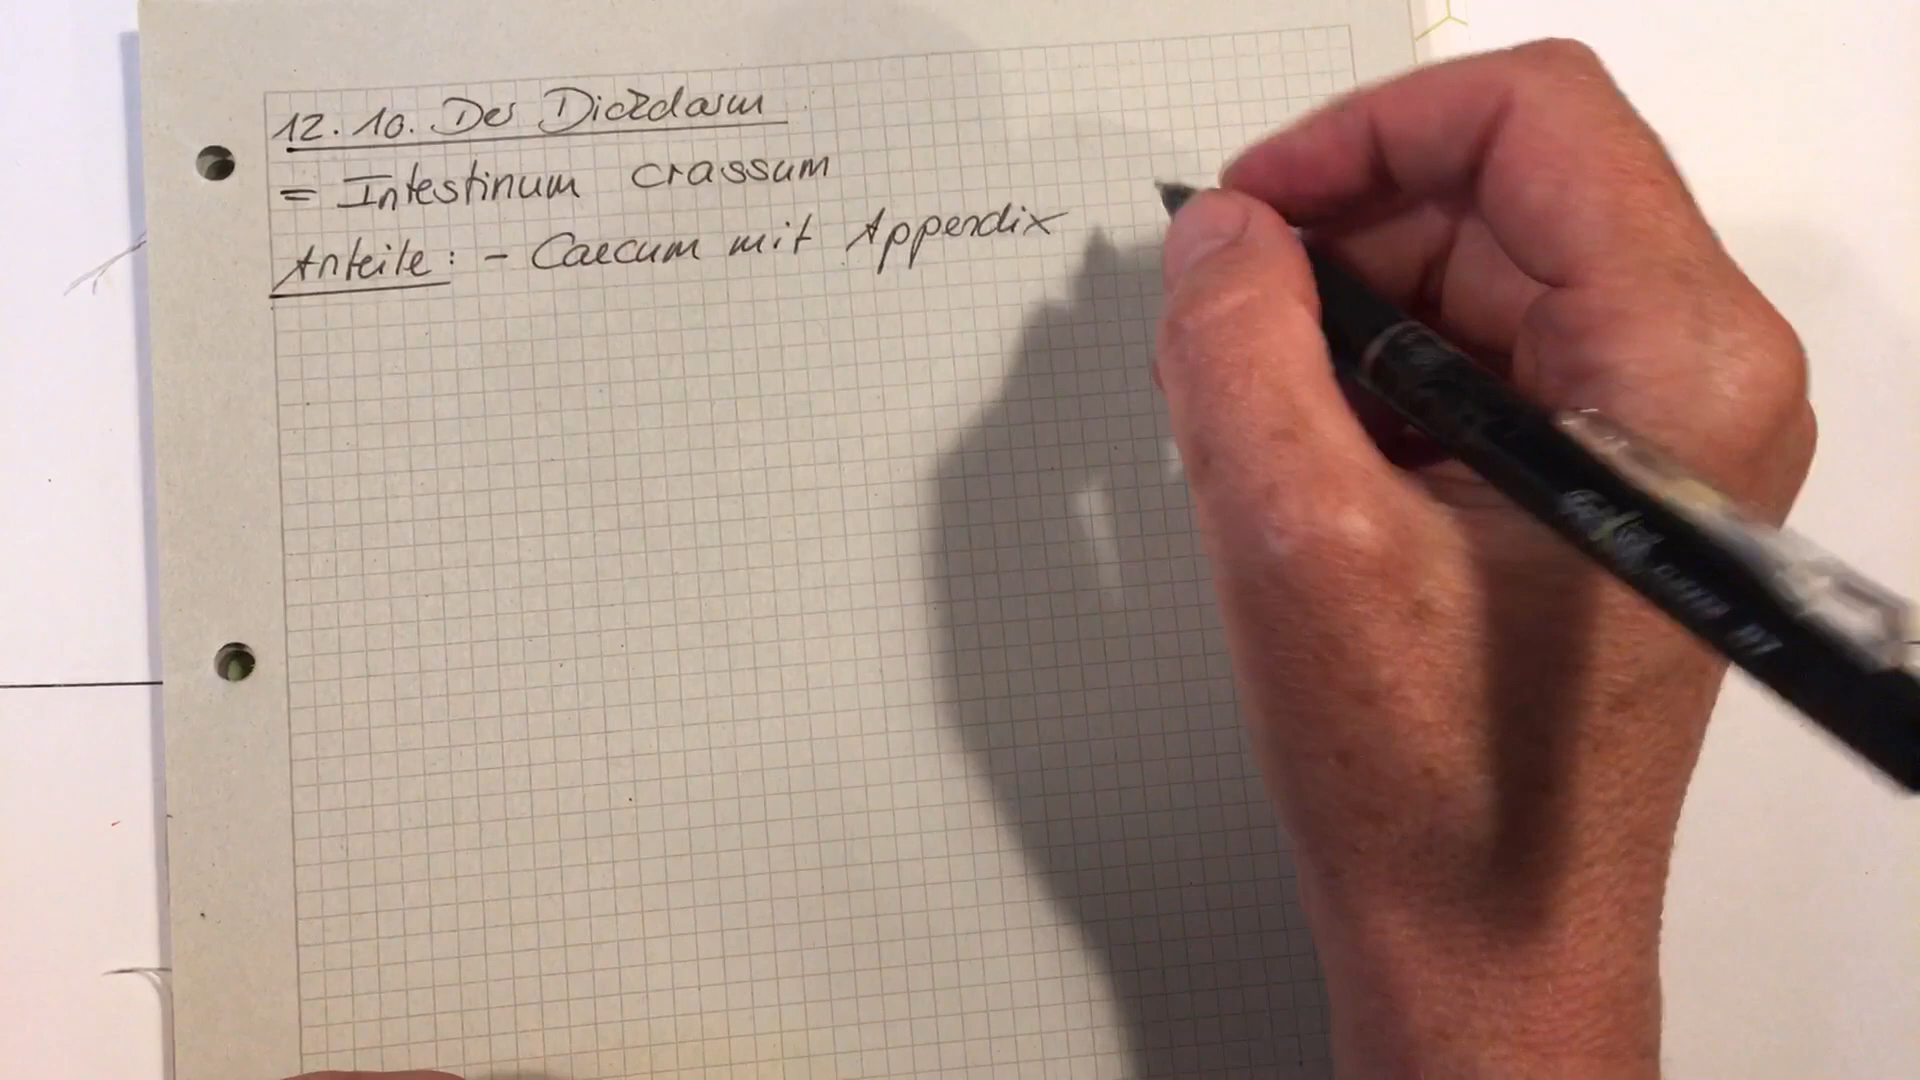 12.10. Der Dickdarm
= Intestinum crassum
Anteile: - Caecum mit Appendix